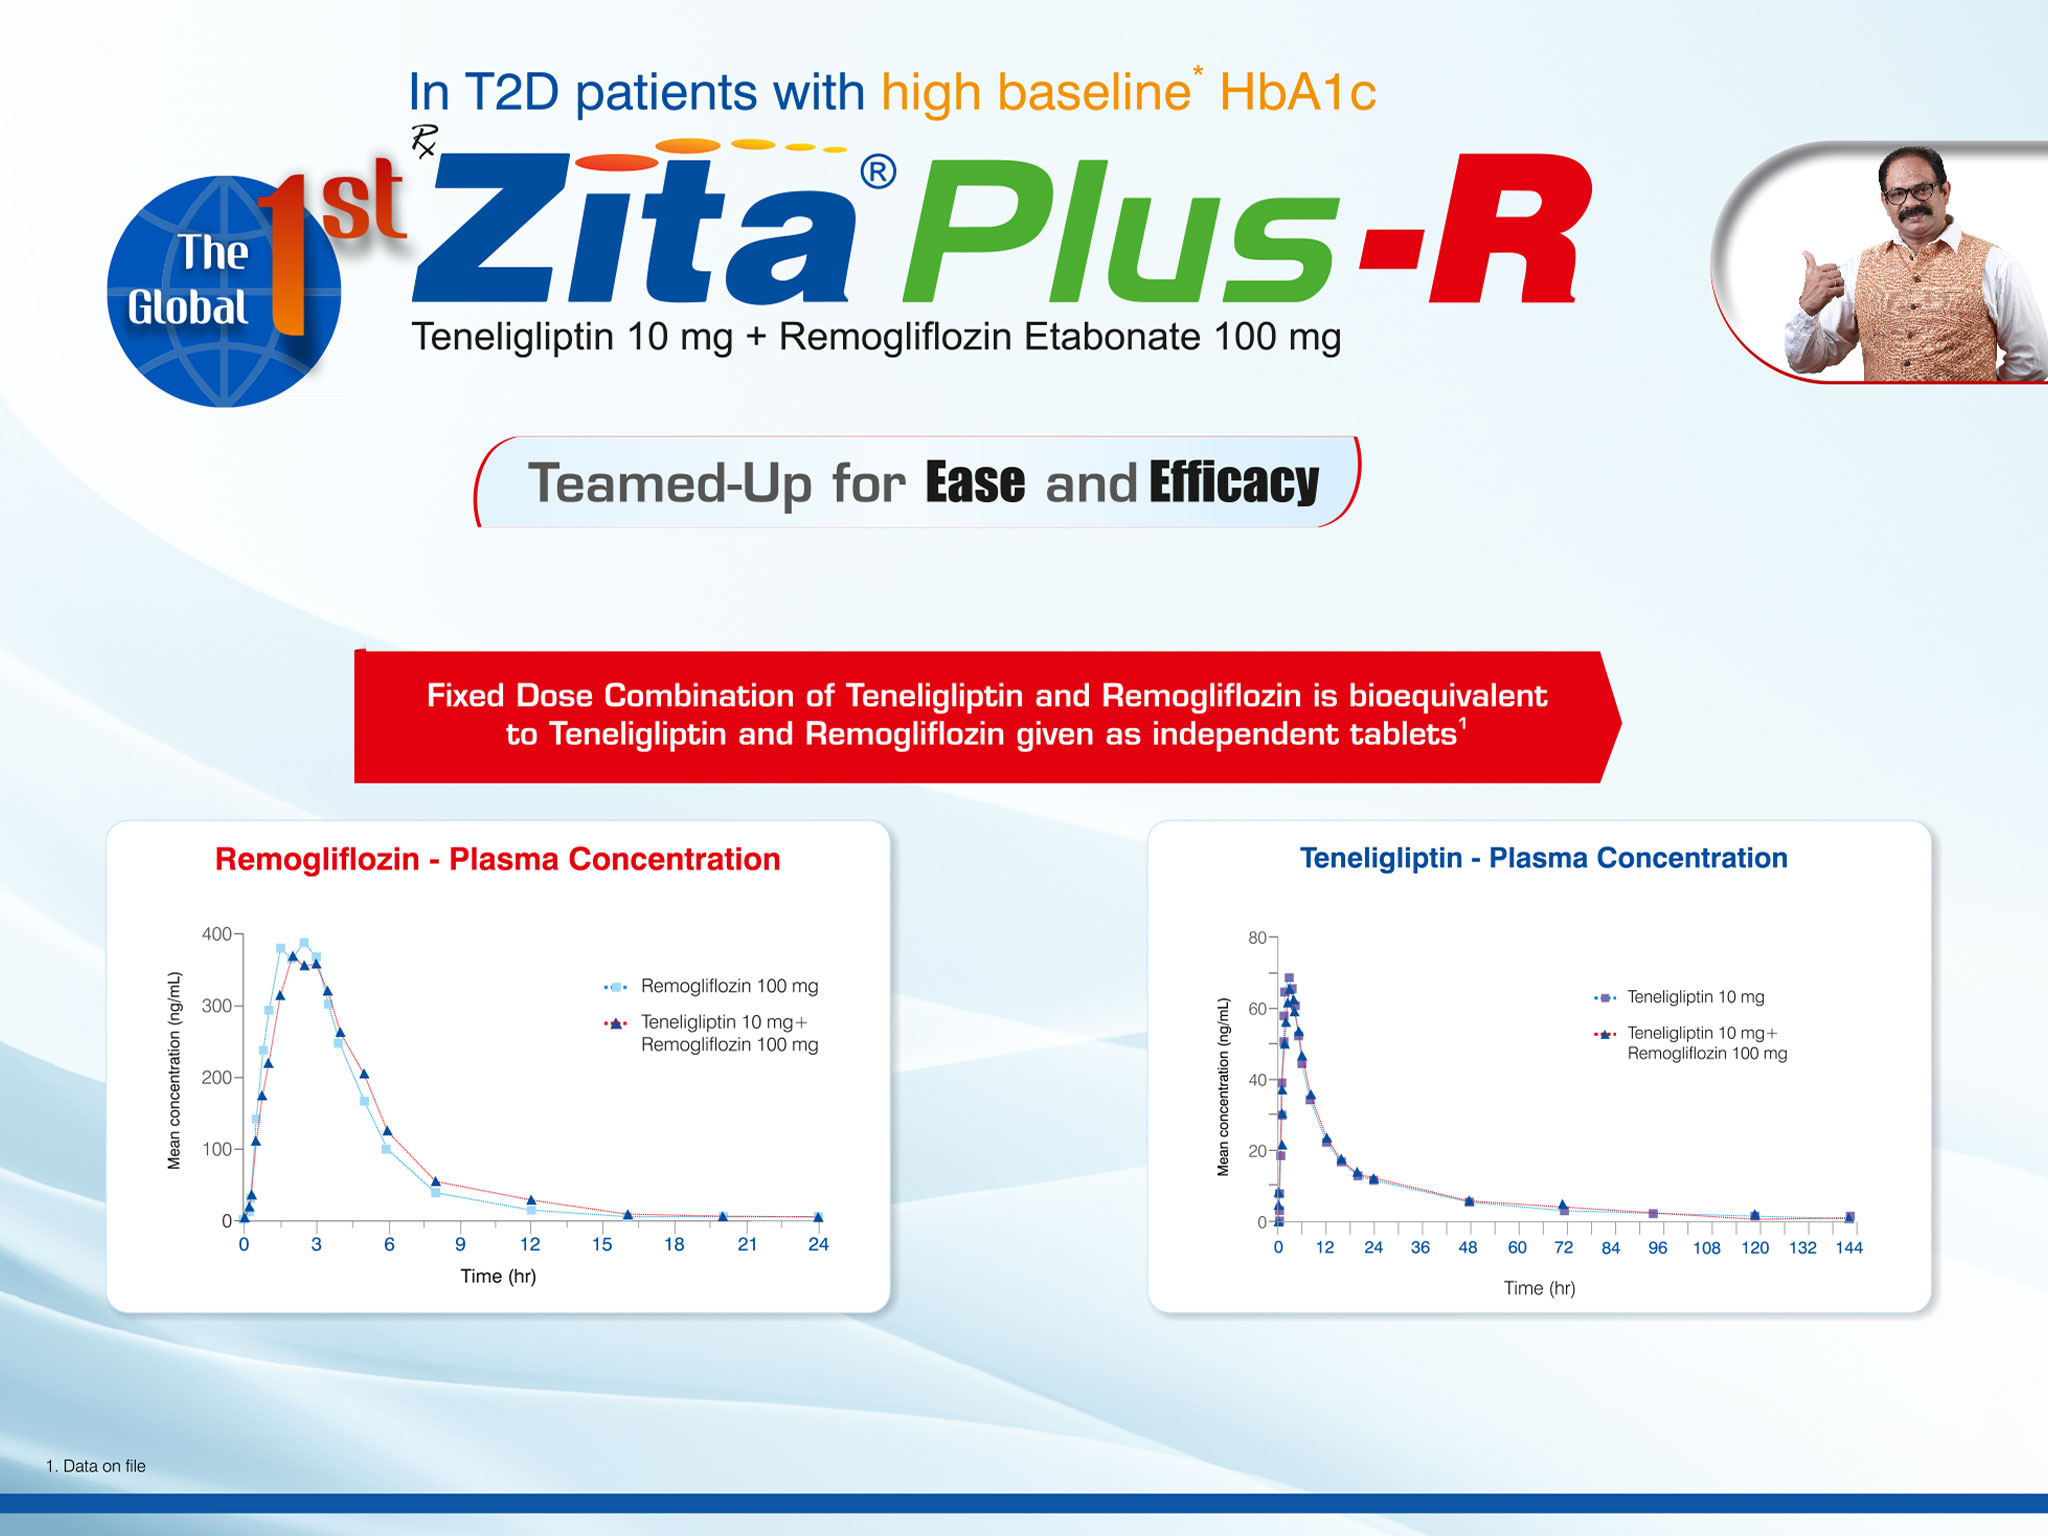 In T2D patients with high baseline* HbA1c
The Global 1st
Rx Zita® Plus-R
Teneligliptin 10 mg + Remogliflozin Etabonate 100 mg
Teamed-Up for Ease and Efficacy
Fixed Dose Combination of Teneligliptin and Remogliflozin is bioequivalent
to Teneligliptin and Remogliflozin given as independent tablets¹
Remogliflozin - Plasma Concentration
Mean concentration (ng/mL)
400
300
200
100
0
0 3 6 9 12 15 18 21 24
Time (hr)
Remogliflozin 100 mg
Teneligliptin 10 mg+
Remogliflozin 100 mg
Teneligliptin - Plasma Concentration
Mean concentration (ng/mL)
80
60
40
20
0
0 12 24 36 48 60 72 84 96 108 120 132 144
Time (hr)
Teneligliptin 10 mg
Teneligliptin 10 mg+
Remogliflozin 100 mg
1. Data on file